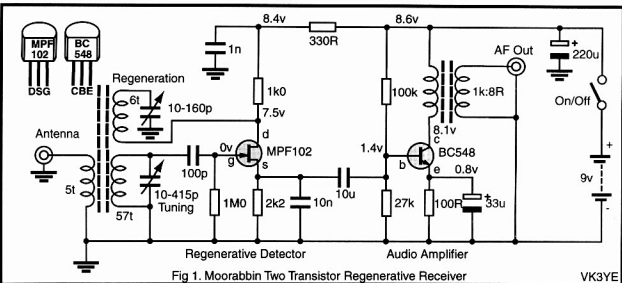 MPF
102
BC
548
DSG
CBE
8.4v
8.6v
330R
1n
AF Out
+
220u
Regeneration
6t
10-160p
1k0
7.5v
100k
1k:8R
On/Off
8.1v
Antenna
0v
d
g
s
MPF102
1.4v
c
b
e
BC548
0.8v
+
9v
-
100p
5t
57t
10-415p
Tuning
1M0
2k2
10n
10u
27k
100R
+
33u
Regenerative Detector
Audio Amplifier
Fig 1. Moorabbin Two Transistor Regenerative Receiver
VK3YE